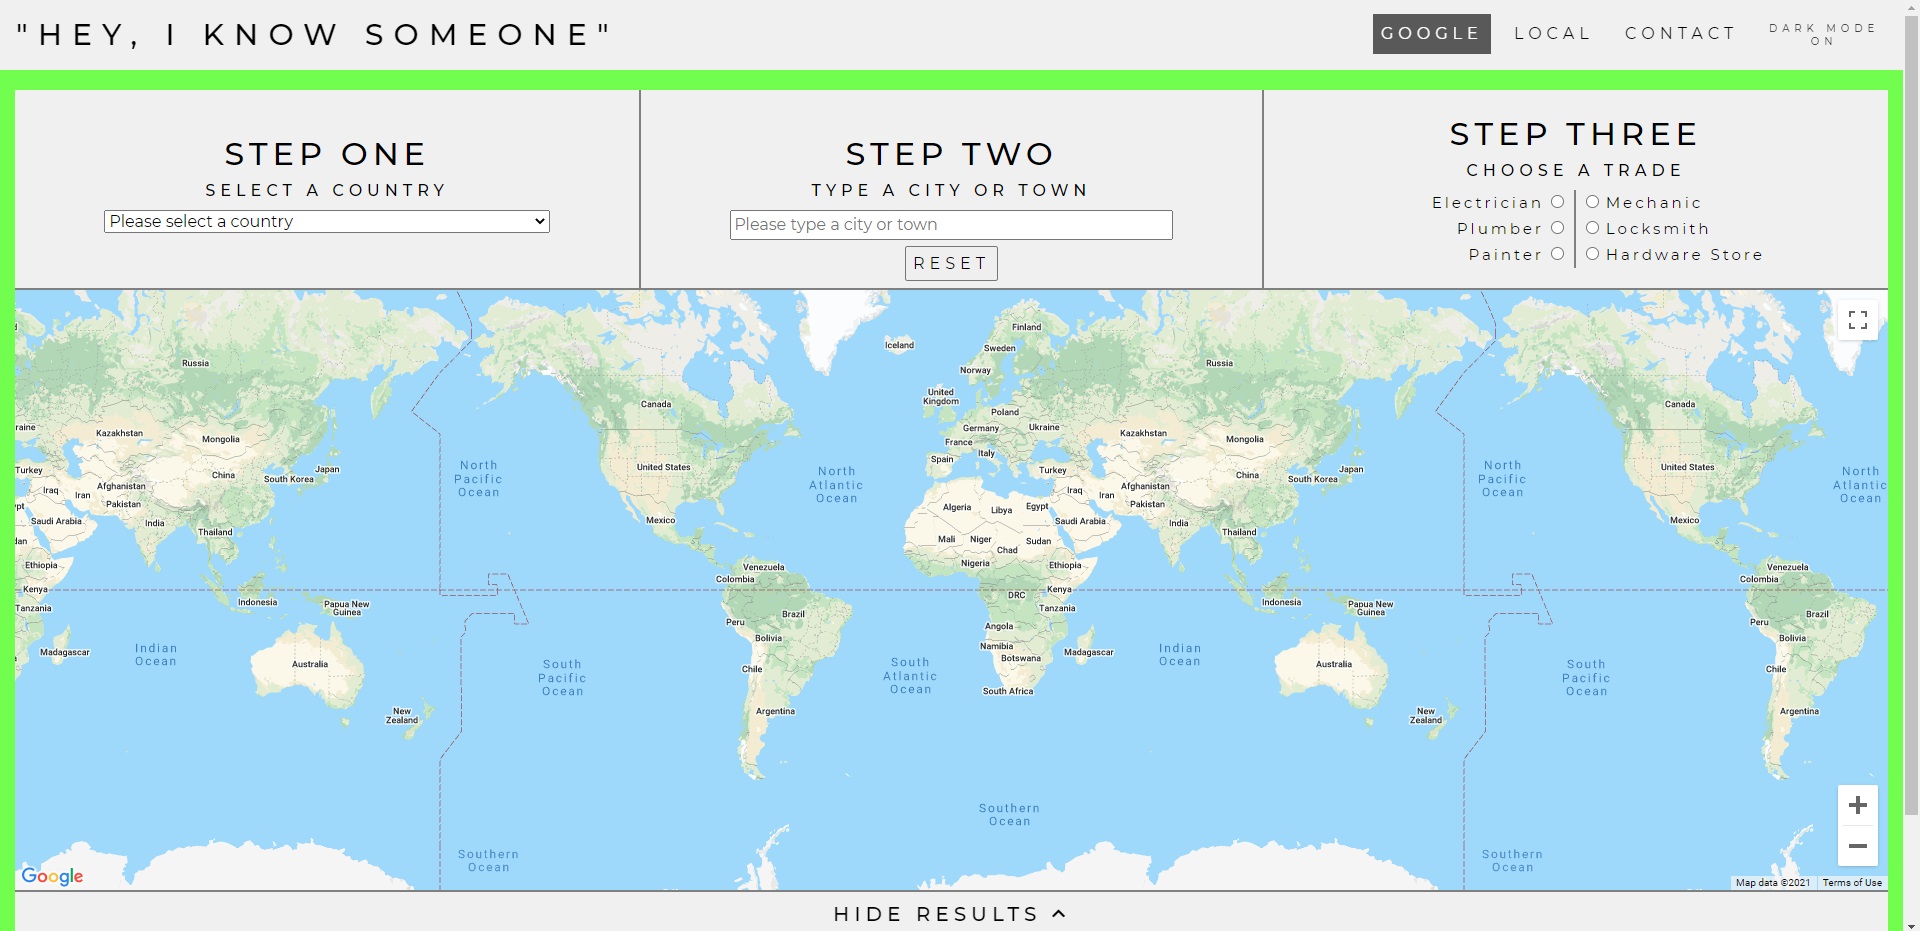 "HEY, I KNOW SOMEONE"
GOOGLE
LOCAL
CONTACT
DARK MODE
ON
STEP ONE
SELECT A COUNTRY
Please select a country
STEP TWO
TYPE A CITY OR TOWN
Please type a city or town
RESET
STEP THREE
CHOOSE A TRADE
Electrician
Mechanic
Plumber
Locksmith
Painter
Hardware Store
Finland
Iceland
Sweden
Russia
Russia
Norway
United
Kingdom
Canada
Canada
Poland
raine
Germany
Ukraine
Kazakhstan
Kazakhstan
Mongolia
Mongolia
France
Italy
Spain
Turkey
Turkey
Japan
Japan
United States
United States
China
China
South Korea
South Korea
North
Pacific
Ocean
North
Atlantic
Ocean
North
Pacific
Ocean
North
Atlantic
Ocean
Iraq
Iran
Afghanistan
Pakistan
Iraq
Iran
Afghanistan
Pakistan
ypt
Algeria
Libya
Egypt
Saudi Arabia
India
Saudi Arabia
India
Mexico
Mexico
Thailand
Thailand
dan
Mali
Niger
Chad
Sudan
Nigeria
Ethiopia
Ethiopia
Venezuela
Colombia
Venezuela
Colombia
Kenya
DRC
Kenya
Tanzania
Tanzania
Indonesia
Papua New
Guinea
Indonesia
Papua New
Guinea
Brazil
Brazil
Peru
Peru
Angola
Bolivia
Bolivia
Namibia
Botswana
Madagascar
Madagascar
Indian
Ocean
Indian
Ocean
Australia
Australia
Chile
Chile
South
Pacific
Ocean
South
Atlantic
Ocean
South
Pacific
Ocean
South Africa
New
Zealand
Argentina
New
Zealand
Argentina
Southern
Ocean
Southern
Ocean
Southern
Ocean
Google
Map data ©2021
Terms of Use
HIDE RESULTS